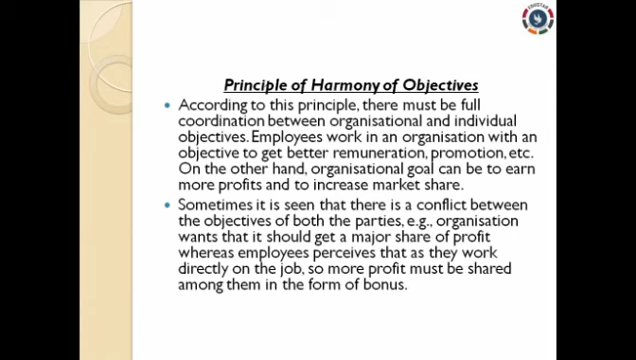 Principle of Harmony of Objectives
• According to this principle, there must be full
coordination between organisational and individual
objectives. Employees work in an organisation with an
objective to get better remuneration, promotion, etc.
On the other hand, organisational goal can be to earn
more profits and to increase market share.
• Sometimes it is seen that there is a conflict between
the objectives of both the parties, e.g., organisation
wants that it should get a major share of profit
whereas employees perceives that as they work
directly on the job, so more profit must be shared
among them in the form of bonus.